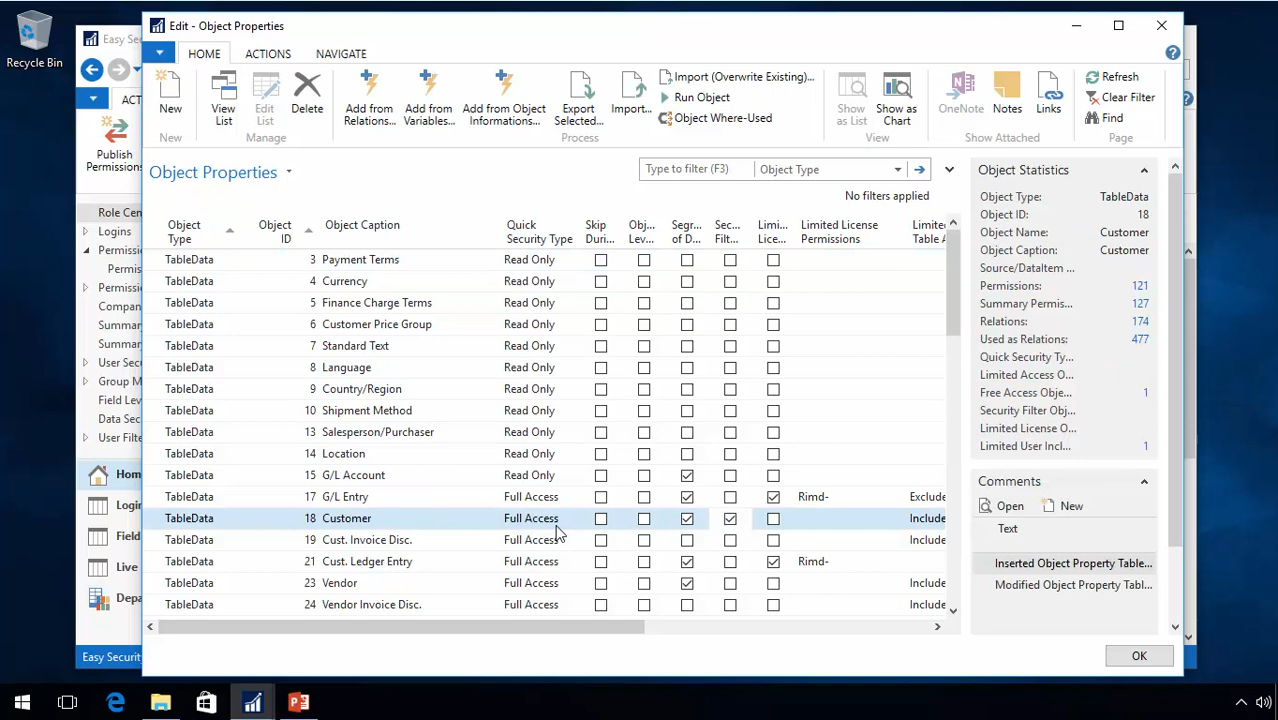 Recycle Bin
Easy Security
ACT
Publish
Permissions
Role Cen
Logins
Permission
Permis
Permissi
Compan
Summar
Summar
User Secu
Group M
Field Leve
Data Secu
User Filte
Hom
Login
Field
Live
Depa
Easy Securit
Edit - Object Properties
HOME ACTIONS NAVIGATE
New
View List
Edit List
Delete
Add from Relations...
Add from Variables...
Add from Object Informations...
Export Selected...
Import...
Import (Overwrite Existing)...
Run Object
Object Where-Used
Show as List
Show as Chart
OneNote
Notes
Links
Refresh
Clear Filter
Find
New Manage Process View Show Attached Page
Object Properties
Type to filter (F3) Object Type
No filters applied
Object Type Object ID Object Caption Quick Security Type Skip Duri... Obj... Lev... Segr... of D... Sec... Filt... Limi... Lice... Limited License Permissions Limited Table A
TableData 3 Payment Terms Read Only
TableData 4 Currency Read Only
TableData 5 Finance Charge Terms Read Only
TableData 6 Customer Price Group Read Only
TableData 7 Standard Text Read Only
TableData 8 Language Read Only
TableData 9 Country/Region Read Only
TableData 10 Shipment Method Read Only
TableData 13 Salesperson/Purchaser Read Only
TableData 14 Location Read Only
TableData 15 G/L Account Read Only
TableData 17 G/L Entry Full Access Rimd- Exclude
TableData 18 Customer Full Access Include
TableData 19 Cust. Invoice Disc. Full Access Include
TableData 21 Cust. Ledger Entry Full Access Rimd-
TableData 23 Vendor Full Access Include
TableData 24 Vendor Invoice Disc. Full Access Include
Object Statistics
Object Type: TableData
Object ID: 18
Object Name: Customer
Object Caption: Customer
Source/DataItem ...
Permissions: 121
Summary Permis... 127
Relations: 174
Used as Relations: 477
Quick Security Ty...
Limited Access O...
Free Access Obje... 1
Security Filter Obj...
Limited License O...
Limited User Incl... 1
Comments
Open New
Text
Inserted Object Property Table...
Modified Object Property Tabl...
OK